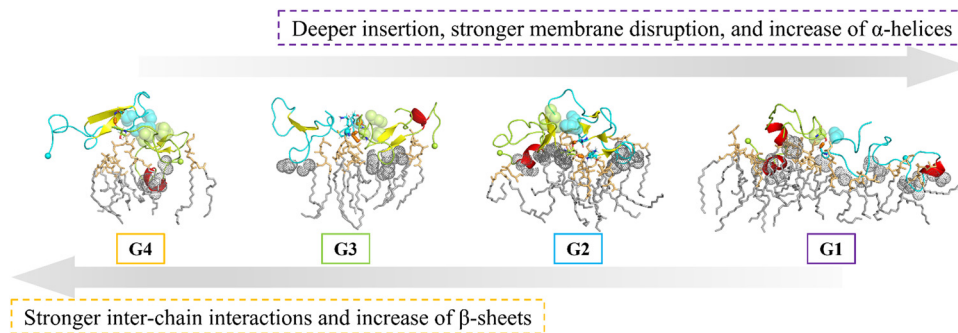 Deeper insertion, stronger membrane disruption, and increase of α-helices
G4
G3
G2
G1
Stronger inter-chain interactions and increase of β-sheets